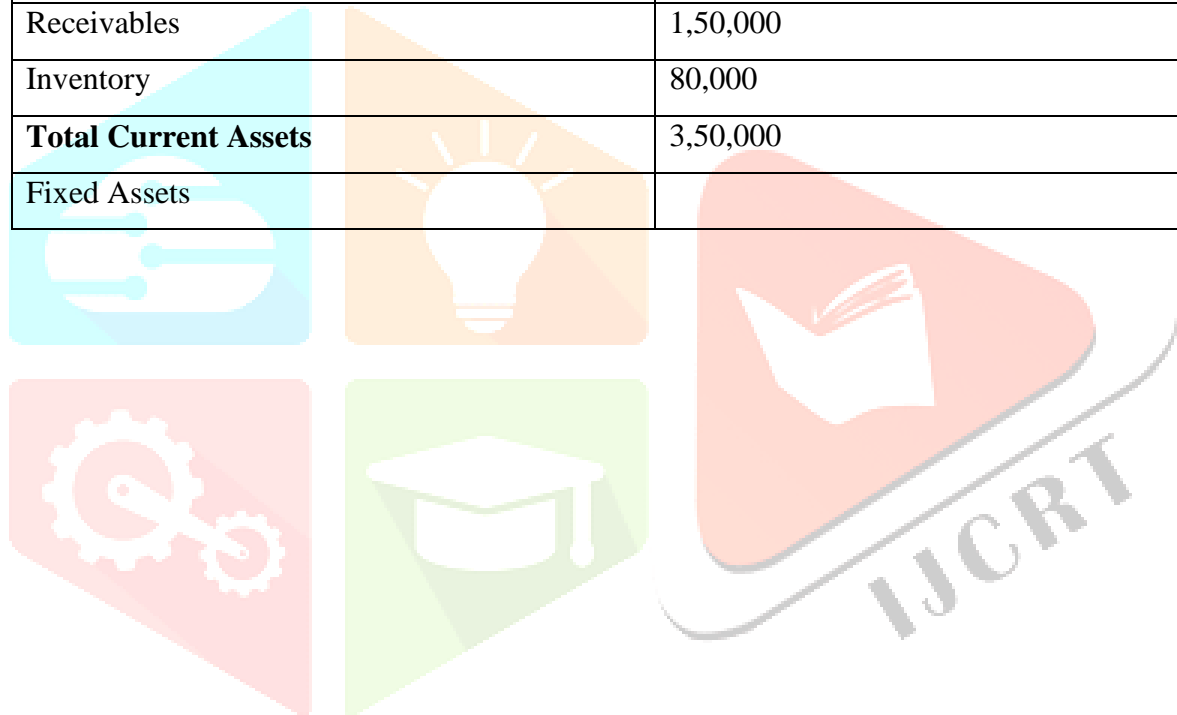 Receivables 1,50,000
Inventory 80,000
Total Current Assets 3,50,000
Fixed Assets
IJCRT